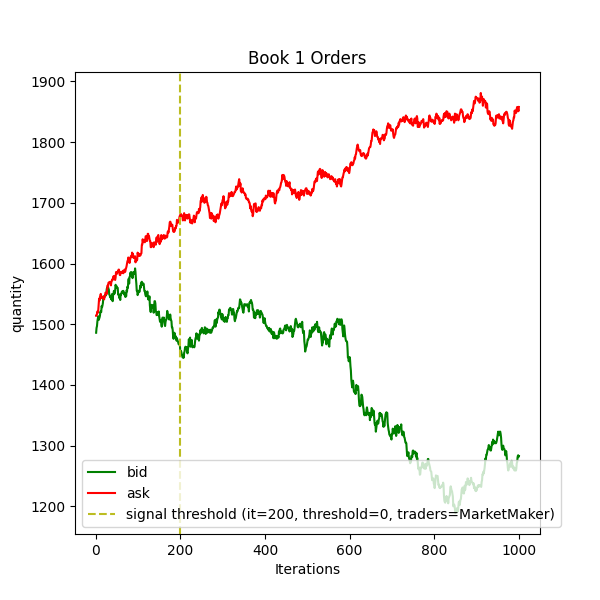 Book 1 Orders
quantity
1900
1800
1700
1600
1500
1400
1300
1200
bid
ask
signal threshold (it=200, threshold=0, traders=MarketMaker)
0 200 400 600 800 1000
Iterations